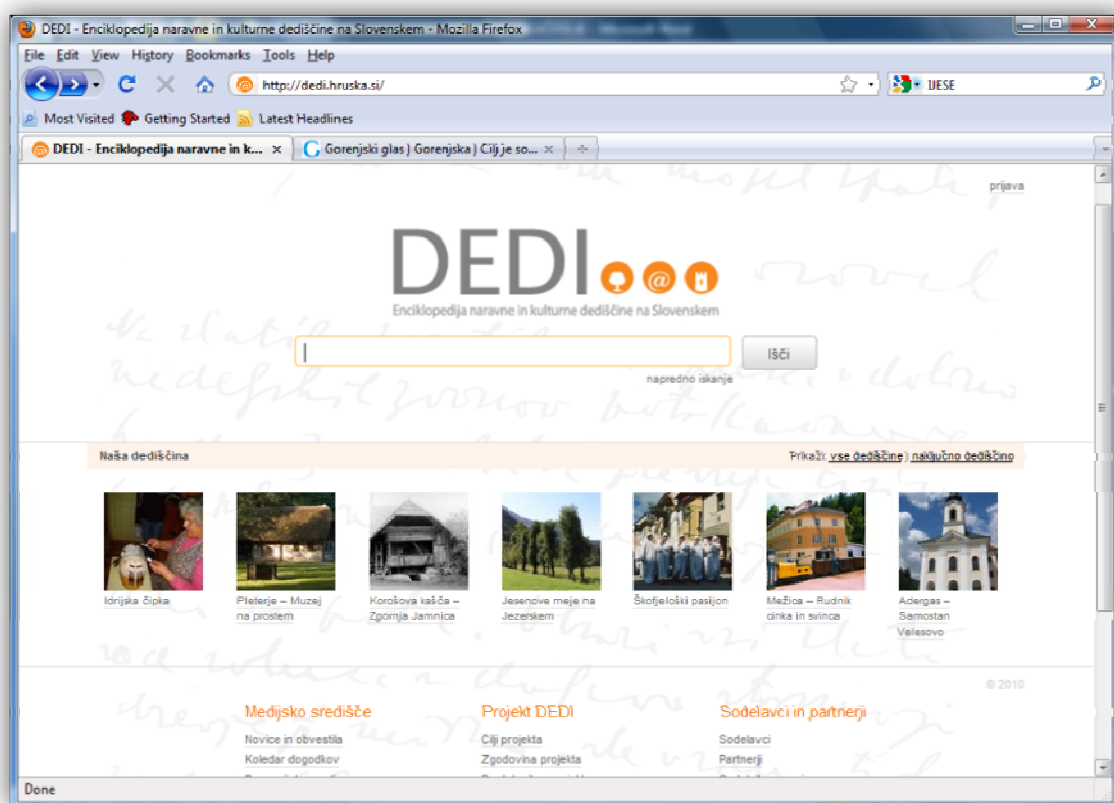 DEDI - Enciklopedija naravne in kulturne dediščine na Slovenskem - Mozilla Firefox
File Edit View History Bookmarks Tools Help
http://dedi.hruska.si/
IJESE
Most Visited Getting Started Latest Headlines
DEDI - Enciklopedija naravne in k...
Gorenjski glas ) Gorenjska ) Cilj je so...
prijava
DEDI
Enciklopedija naravne in kulturne dediščine na Slovenskem
Išči
napredno iskanje
Naša dediščina
Prikaži: vse dediščine ) naključno dediščino
Idrijska čipka
Pleterje – Muzej
na prostem
Korošova kašča –
Zgornja Jamnica
Jesenove meje na
Jezerskem
Škofjeloški pasijon
Mežica – Rudnik
cinka in svinca
Adergas –
Samostan
Velesovo
© 2010
Medijsko središče
Novice in obvestila
Koledar dogodkov
Projekt DEDI
Cilji projekta
Zgodovina projekta
Sodelavci in partnerji
Sodelavci
Partnerji
Done